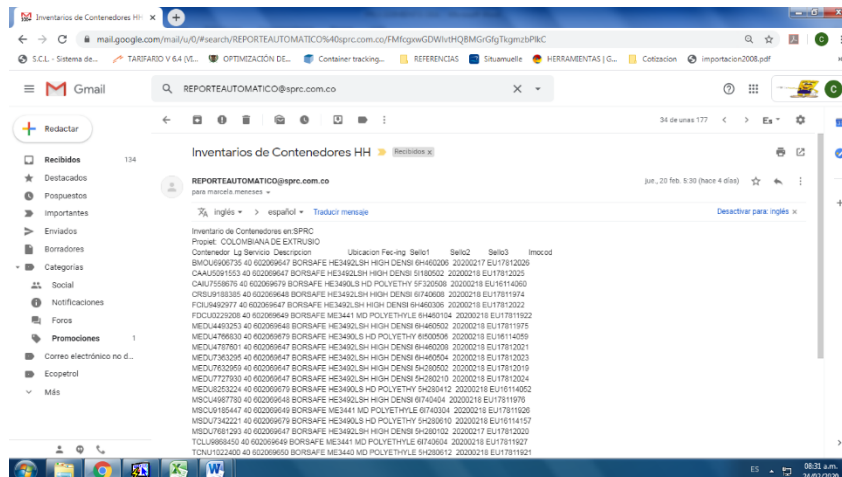 Inventarios de Contenedores HH
mail.google.com/mail/u/0/#search/REPORTEAUTOMATICO%40sprc.com.co/FMfcgxwGDWlvtHQBMGrGfgTkgmzbPlkC
S.C.L. - Sistema de... TARIFARIO V 6.4 (VI... OPTIMIZACIÓN DE... Container tracking... REFERENCIAS Situamuelle HERRAMIENTAS | G... Cotizacion importacion2008.pdf
Gmail
REPORTEAUTOMATICO@sprc.com.co
Redactar
34 de unas 177
Es
Recibidos 134
Destacados
Pospuestos
Importantes
Enviados
Borradores
Categorías
Social
Notificaciones
Foros
Promociones 1
Correo electrónico no d...
Ecopetrol
Más
Inventarios de Contenedores HH Recibidos x
REPORTEAUTOMATICO@sprc.com.co jue., 20 feb. 5:30 (hace 4 días)
para marcela.meneses
inglés > español Traducir mensaje Desactivar para: inglés x
Inventario de Contenedores en:SPRC
Propiet: COLOMBIANA DE EXTRUSIO
Contenedor Lg Servicio Descripcion Ubicacion Fec-ing Sello1 Sello2 Sello3 Imocod
BMOU6906735 40 602069647 BORSAFE HE3492LSH HIGH DENSI 6H460206 20200217 EU17812026
CAAU5091553 40 602069647 BORSAFE HE3492LSH HIGH DENSI 5I180502 20200218 EU17812025
CAIU7558676 40 602069679 BORSAFE HE3490LS HD POLYETHY 5F320508 20200218 EU16114060
CRSU9188385 40 602069648 BORSAFE HE3492LSH HIGH DENSI 6I740608 20200218 EU17811974
FCIU9492977 40 602069647 BORSAFE HE3492LSH HIGH DENSI 6H460306 20200218 EU17812022
FDCU0229208 40 602069649 BORSAFE ME3441 MD POLYETHYLE 6H460104 20200218 EU17811922
MEDU4493253 40 602069648 BORSAFE HE3492LSH HIGH DENSI 6H460502 20200218 EU17811975
MEDU4766830 40 602069679 BORSAFE HE3490LS HD POLYETHY 6I500506 20200218 EU16114059
MEDU4787601 40 602069647 BORSAFE HE3492LSH HIGH DENSI 6H460208 20200218 EU17812021
MEDU7363295 40 602069647 BORSAFE HE3492LSH HIGH DENSI 6H460504 20200218 EU17812023
MEDU7632959 40 602069647 BORSAFE HE3492LSH HIGH DENSI 5H280502 20200218 EU17812019
MEDU7727930 40 602069647 BORSAFE HE3492LSH HIGH DENSI 5H280210 20200218 EU17812024
MEDU8253224 40 602069679 BORSAFE HE3490LS HD POLYETHY 5H280412 20200218 EU16114052
MSCU4987780 40 602069648 BORSAFE HE3492LSH HIGH DENSI 6I740404 20200218 EU17811976
MSCU9185447 40 602069649 BORSAFE ME3441 MD POLYETHYLE 6I740304 20200218 EU17811926
MSDU7342221 40 602069679 BORSAFE HE3490LS HD POLYETHY 5H280610 20200218 EU16114157
MSDU7681293 40 602069647 BORSAFE HE3492LSH HIGH DENSI 5H280102 20200217 EU17812020
TCLU9868450 40 602069649 BORSAFE ME3441 MD POLYETHYLE 6I740604 20200218 EU17811927
TCNU1022400 40 602069650 BORSAFE ME3440 MD POLYETHYLE 5H280612 20200218 EU17811921
ES 08:31 a.m.
24/02/2020